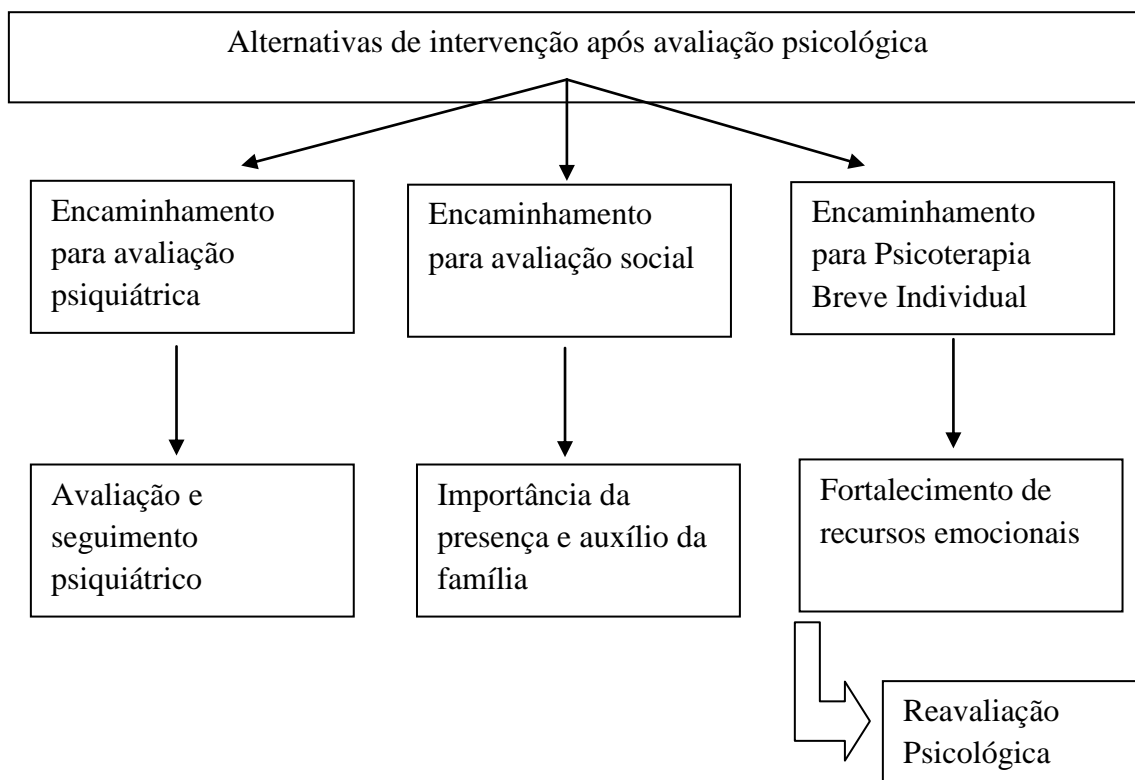 Alternativas de intervenção após avaliação psicológica
Encaminhamento
para avaliação
psiquiátrica
Encaminhamento
para avaliação social
Encaminhamento
para Psicoterapia
Breve Individual
Avaliação e
seguimento
psiquiátrico
Importância da
presença e auxílio da
família
Fortalecimento de
recursos emocionais
Reavaliação
Psicológica